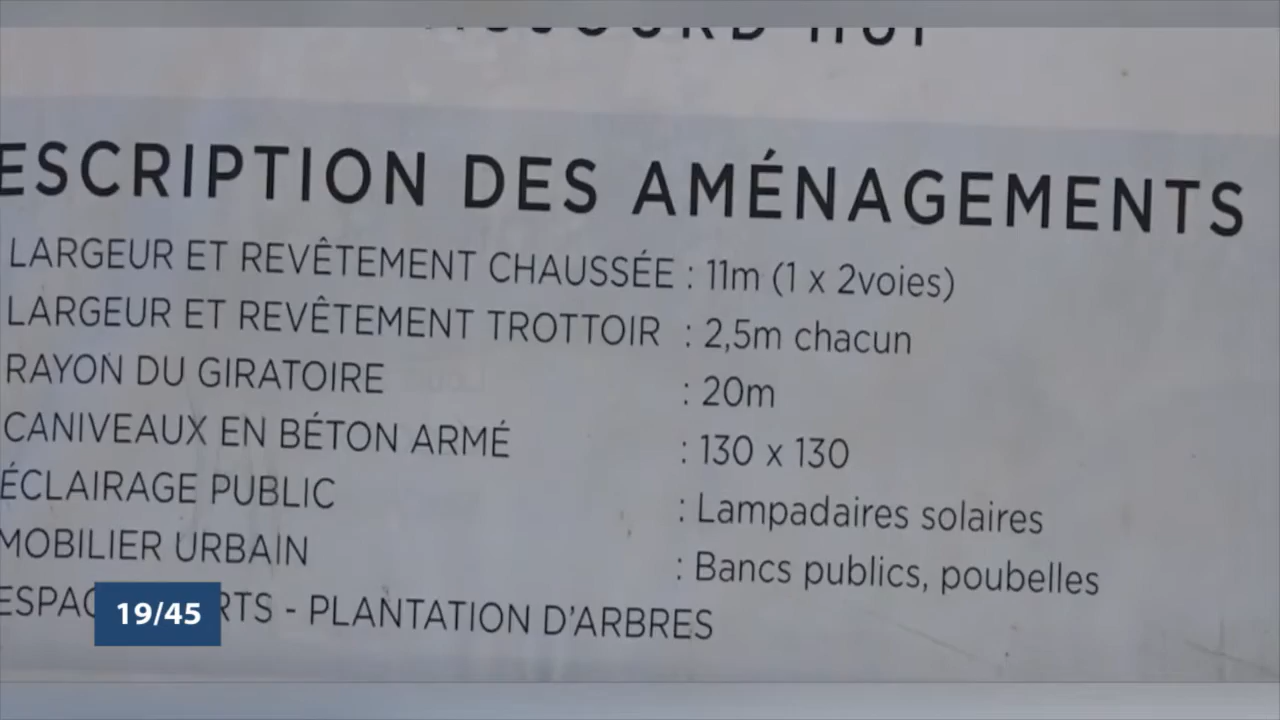 ESCRIPTION DES AMÉNAGEMENTS
LARGEUR ET REVÊTEMENT CHAUSSÉE : 11m (1 x 2voies)
LARGEUR ET REVÊTEMENT TROTTOIR : 2,5m chacun
RAYON DU GIRATOIRE : 20m
CANIVEAUX EN BÉTON ARMÉ : 130 x 130
ÉCLAIRAGE PUBLIC : Lampadaires solaires
MOBILIER URBAIN : Bancs publics, poubelles
- PLANTATION D'ARBRES
19/45